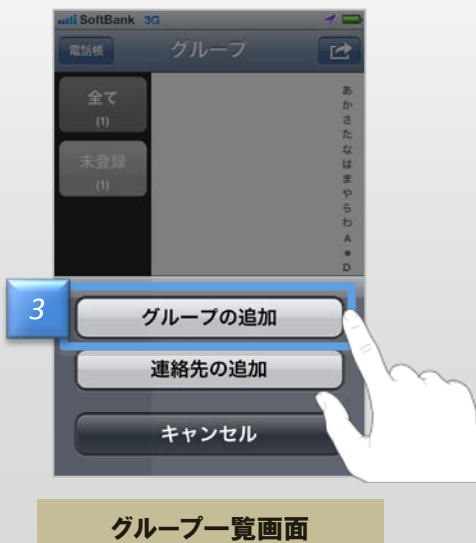 SoftBank 3G
電話帳
グループ
全て
(1)
未登録
(1)
あ
か
さ
た
な
は
ま
や
ら
わ
A
●
D
3
グループの追加
連絡先の追加
キャンセル
グループ一覧画面